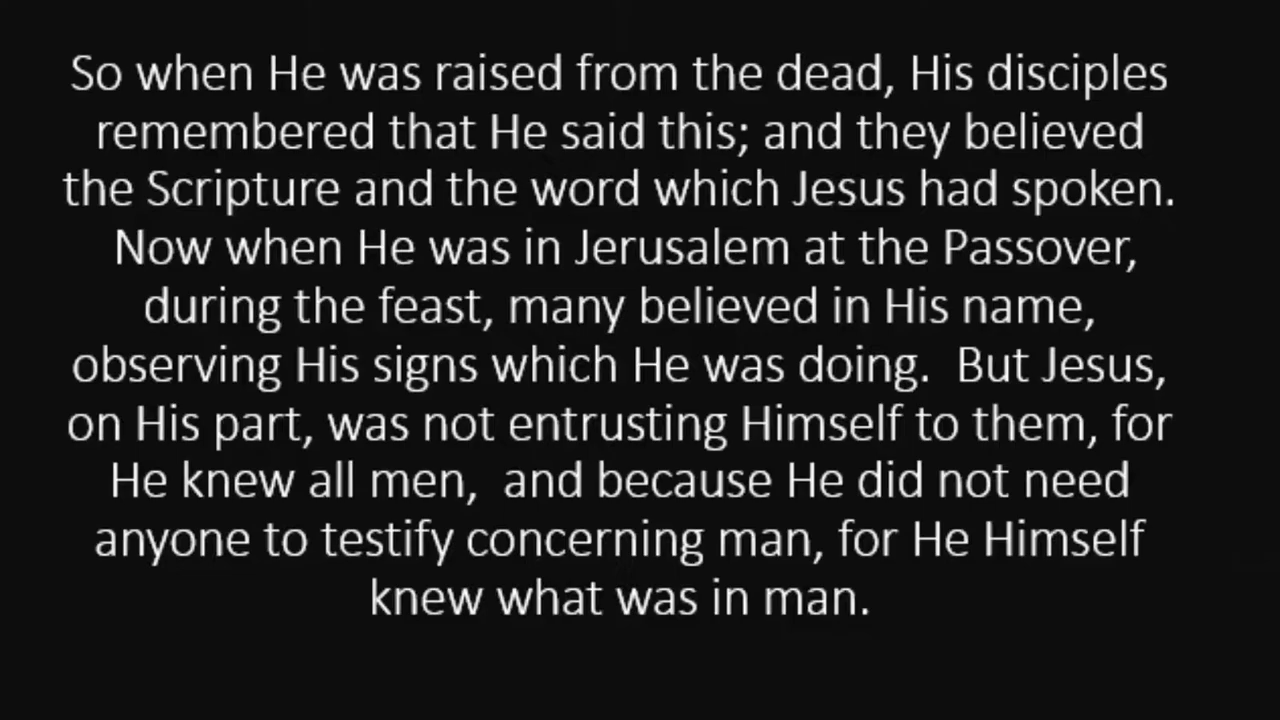 So when He was raised from the dead, His disciples
remembered that He said this; and they believed
the Scripture and the word which Jesus had spoken.
Now when He was in Jerusalem at the Passover,
during the feast, many believed in His name,
observing His signs which He was doing.  But Jesus,
on His part, was not entrusting Himself to them, for
He knew all men,  and because He did not need
anyone to testify concerning man, for He Himself
knew what was in man.